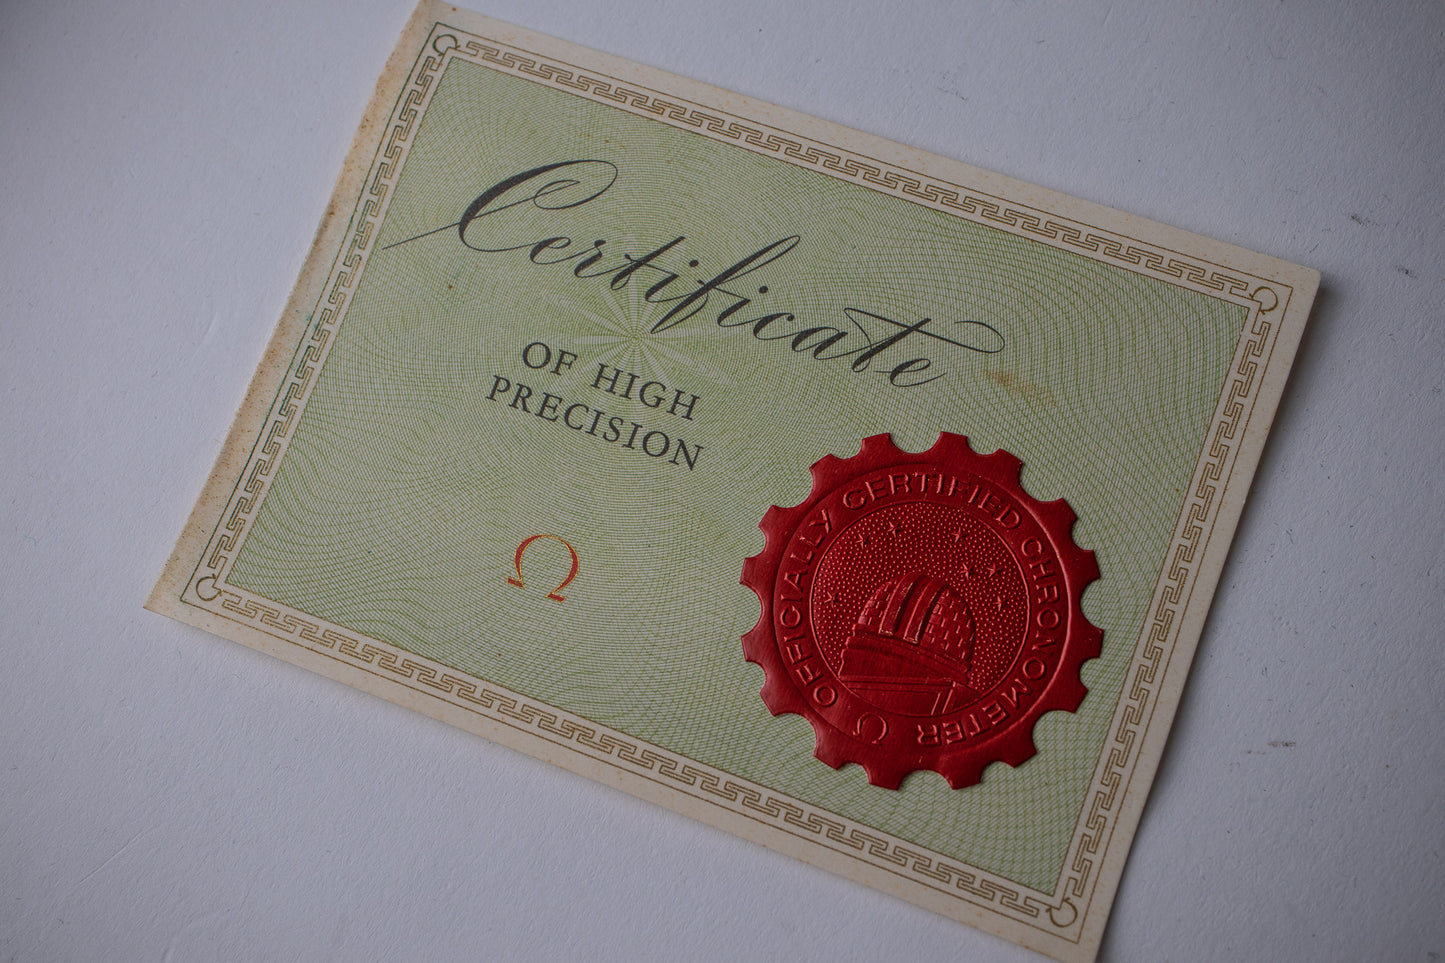 Certificate
OF HIGH
PRECISION
Ω
OFFICIALLY CERTIFIED CHRONOMETER
Ω